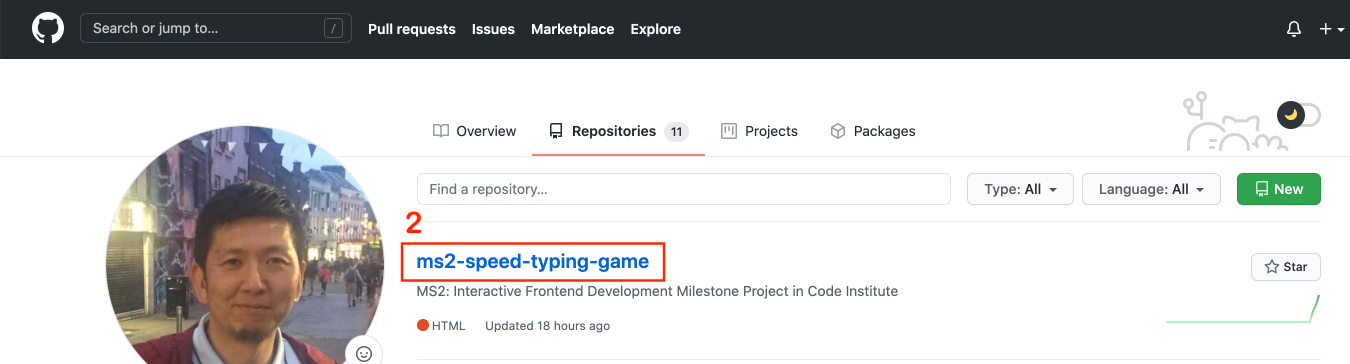 Search or jump to... / Pull requests Issues Marketplace Explore
Overview Repositories 11 Projects Packages
Find a repository... Type: All Language: All New
2
ms2-speed-typing-game
Star
MS2: Interactive Frontend Development Milestone Project in Code Institute
HTML Updated 18 hours ago